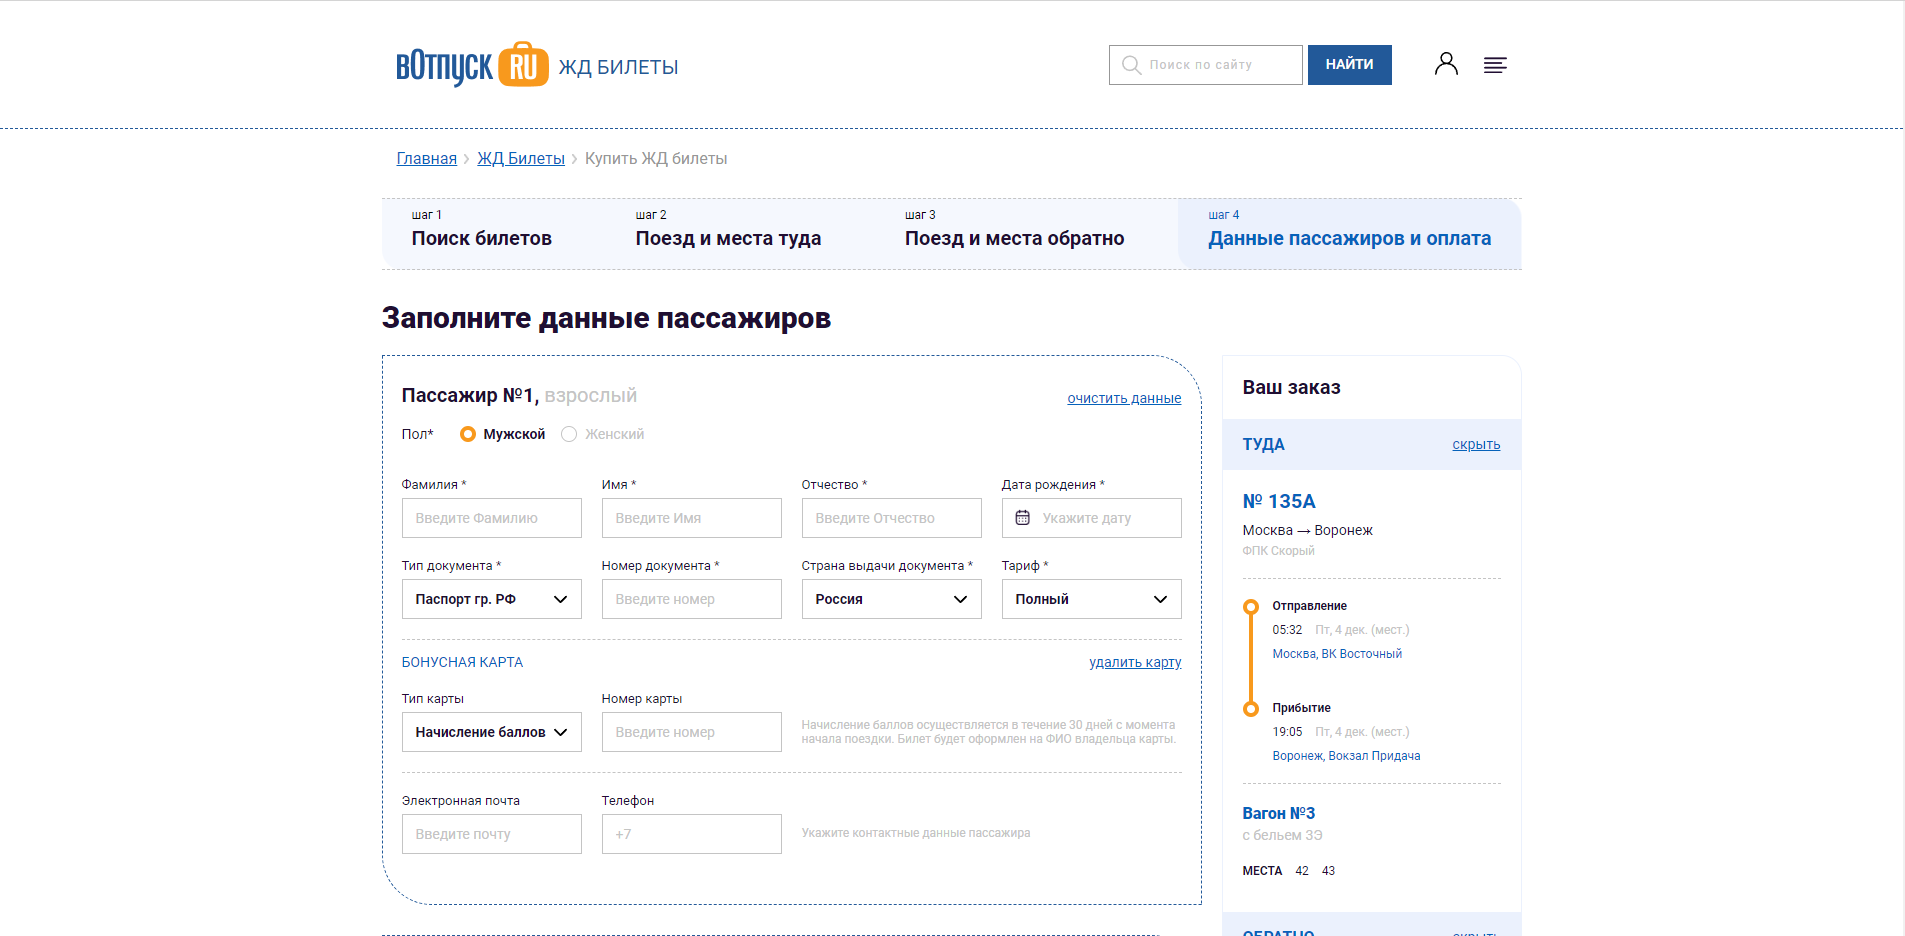 вОтпуск RU ЖД БИЛЕТЫ
Поиск по сайту
НАЙТИ
Главная > ЖД Билеты > Купить ЖД билеты
шаг 1
Поиск билетов
шаг 2
Поезд и места туда
шаг 3
Поезд и места обратно
шаг 4
Данные пассажиров и оплата
Заполните данные пассажиров
Пассажир №1, взрослый
очистить данные
Пол* Мужской Женский
Фамилия * Имя * Отчество * Дата рождения *
Введите Фамилию Введите Имя Введите Отчество Укажите дату
Тип документа * Номер документа * Страна выдачи документа * Тариф *
Паспорт гр. РФ Введите номер Россия Полный
БОНУСНАЯ КАРТА удалить карту
Тип карты Номер карты
Начисление баллов Введите номер
Начисление баллов осуществляется в течение 30 дней с момента
начала поездки. Билет будет оформлен на ФИО владельца карты.
Электронная почта Телефон
Введите почту +7 Укажите контактные данные пассажира
Ваш заказ
ТУДА скрыть
№ 135А
Москва → Воронеж
ФПК Скорый
Отправление
05:32 Пт, 4 дек. (мест.)
Москва, ВК Восточный
Прибытие
19:05 Пт, 4 дек. (мест.)
Воронеж, Вокзал Придача
Вагон №3
с бельем 3Э
МЕСТА 42 43
ОБРАТНО скрыть